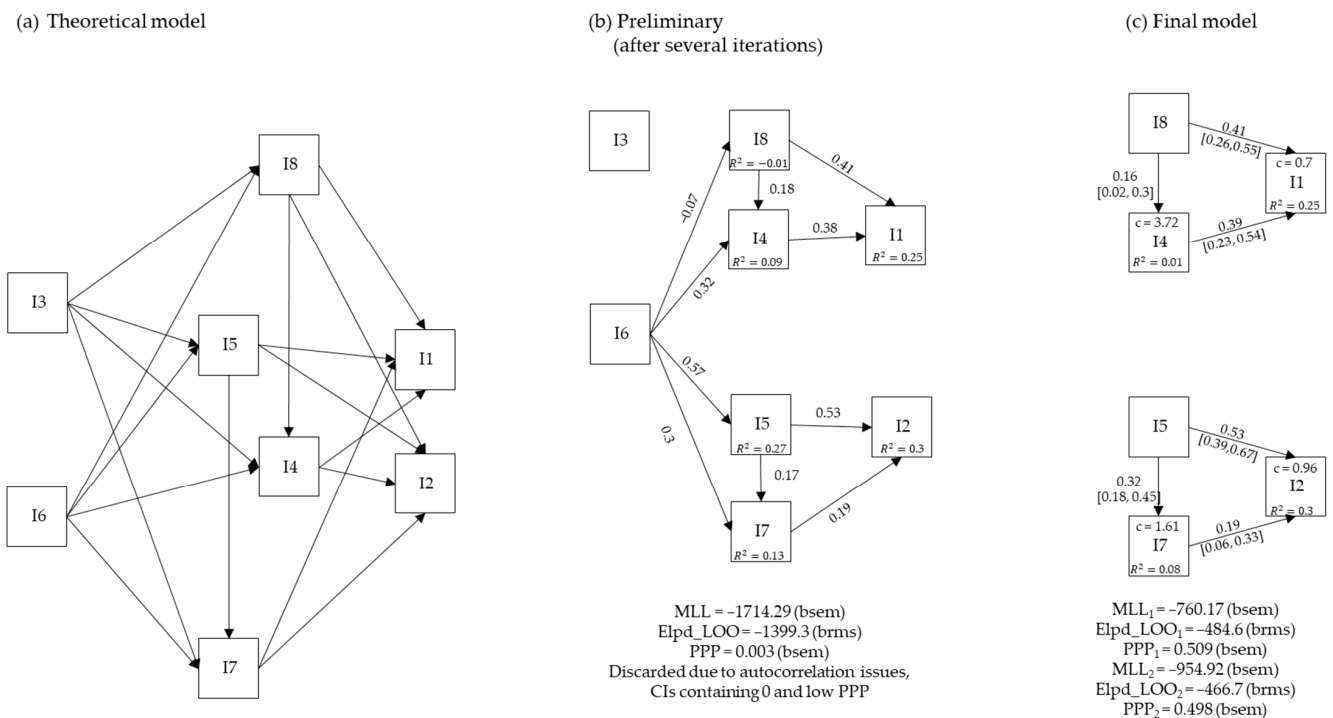 (a) Theoretical model
I8
I3
I5
I1
I4
I2
I6
I7
(b) Preliminary
(after several iterations)
I3
I8
R² = −0.01
0.41
−0.07
0.18
I4
R² = 0.09
0.38
I1
R² = 0.25
0.32
I6
0.57
I5
R² = 0.27
0.53
I2
R² = 0.3
0.3
0.17
I7
R² = 0.13
0.19
MLL = −1714.29 (bsem)
Elpd_LOO = −1399.3 (brms)
PPP = 0.003 (bsem)
Discarded due to autocorrelation issues,
CIs containing 0 and low PPP
(c) Final model
I8
0.41
[0.26,0.55]
c = 0.7
I1
R² = 0.25
0.16
[0.02, 0.3]
c = 3.72
I4
R² = 0.01
0.39
[0.23, 0.54]
I5
0.53
[0.39,0.67]
c = 0.96
I2
R² = 0.3
0.32
[0.18, 0.45]
c = 1.61
I7
R² = 0.08
0.19
[0.06, 0.33]
MLL₁ = −760.17 (bsem)
Elpd_LOO₁ = −484.6 (brms)
PPP₁ = 0.509 (bsem)
MLL₂ = −954.92 (bsem)
Elpd_LOO₂ = −466.7 (brms)
PPP₂ = 0.498 (bsem)